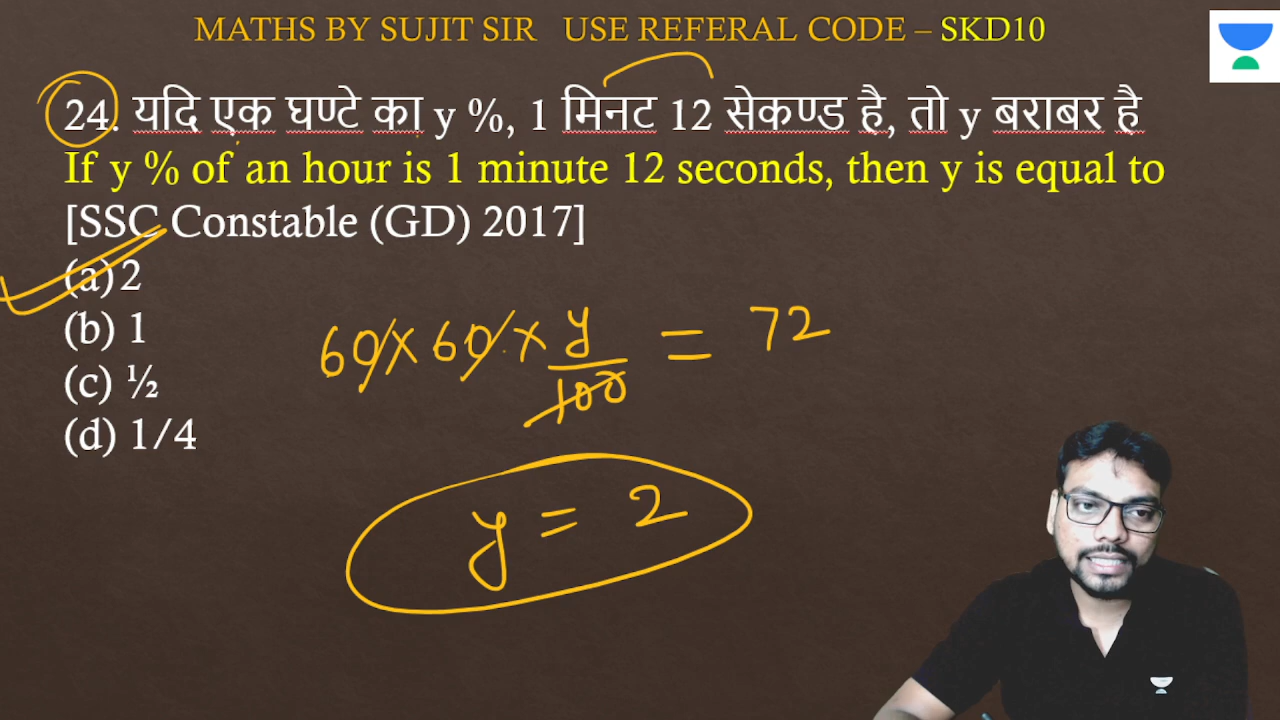 MATHS BY SUJIT SIR USE REFERAL CODE – SKD10
24. यदि एक घण्टे का y %, 1 मिनट 12 सेकण्ड है, तो y बराबर है
If y % of an hour is 1 minute 12 seconds, then y is equal to
[SSC Constable (GD) 2017]
(a) 2
(b) 1
(c) ½
(d) 1/4
60 × 60 × y/100 = 72
y = 2